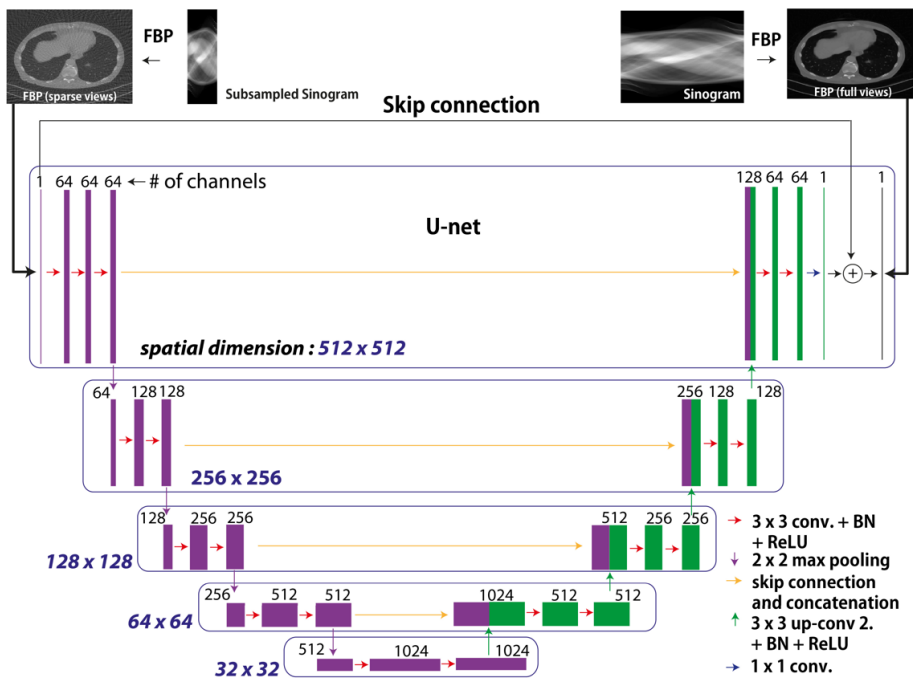 FBP
FBP (sparse views)
Subsampled Sinogram
FBP
Sinogram
FBP (full views)
Skip connection
1 64 64 64 ← # of channels
128 64 64 1 1
U-net
+
spatial dimension : 512 x 512
64 128 128
256 128 128
256 x 256
128 256 256
512 256 256
128 x 128
256 512 512
1024 512 512
64 x 64
512 1024 1024
32 x 32
3 x 3 conv. + BN
+ ReLU
2 x 2 max pooling
skip connection
and concatenation
3 x 3 up-conv 2.
+ BN + ReLU
1 x 1 conv.